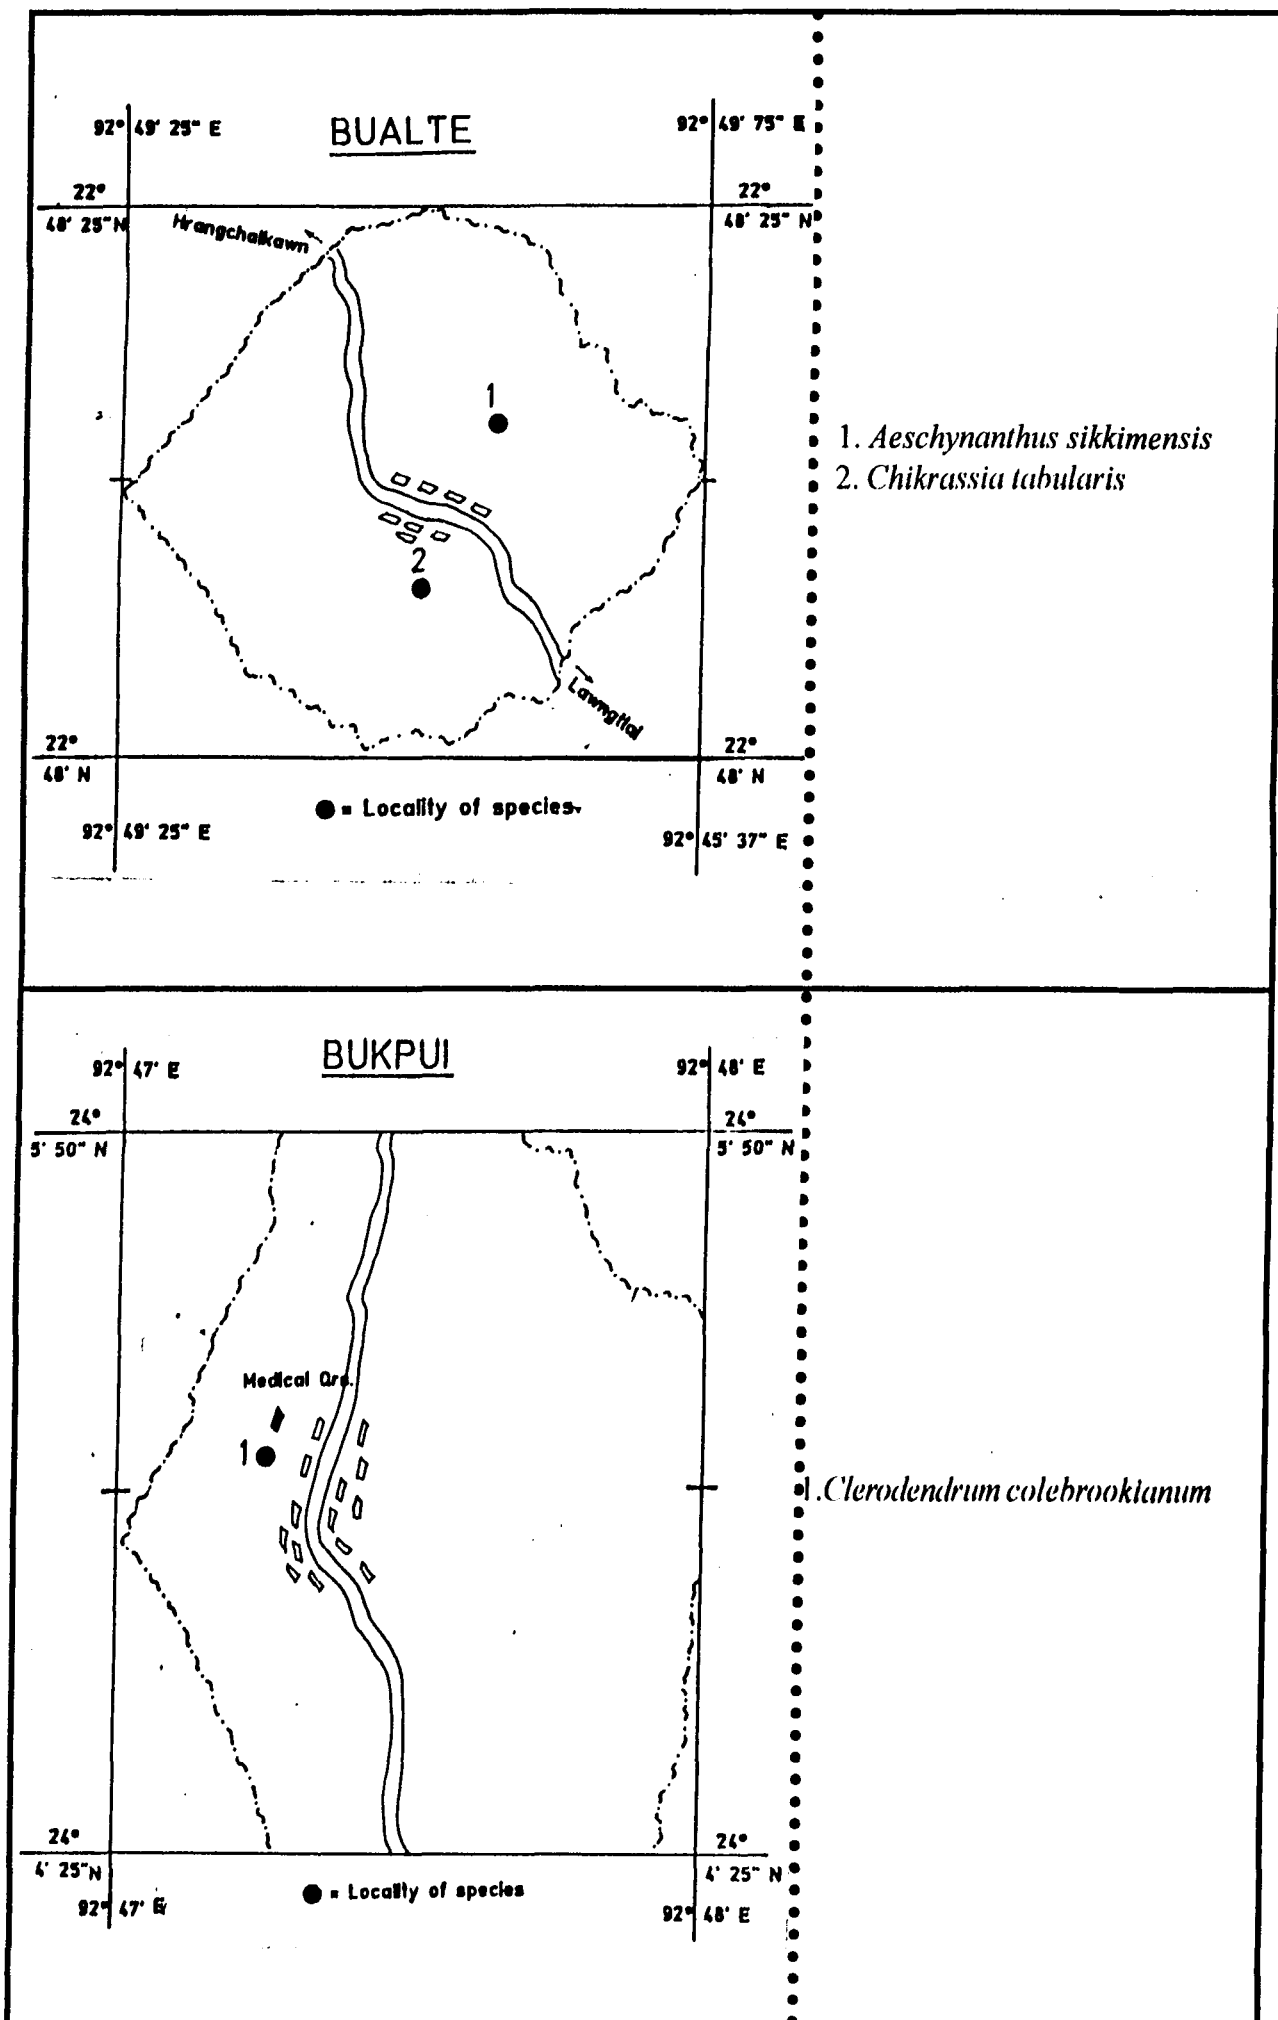 BUALTE
92° 49' 25" E
92° 49' 75" E
22°
48' 25" N
22°
48' 25" N
Hrangchalkawn
1
2
1. Aeschynanthus sikkimensis
2. Chikrassia tabularis
Lawngtlai
22°
48' N
22°
48' N
● = Locality of species
92° 49' 25" E
92° 45' 37" E
BUKPUI
92° 47' E
92° 48' E
24°
5' 50" N
24°
5' 50" N
Medical Qrs.
1
1.Clerodendrum colebrookianum
24°
4' 25" N
24°
4' 25" N
● = Locality of species
92° 47' E
92° 48' E